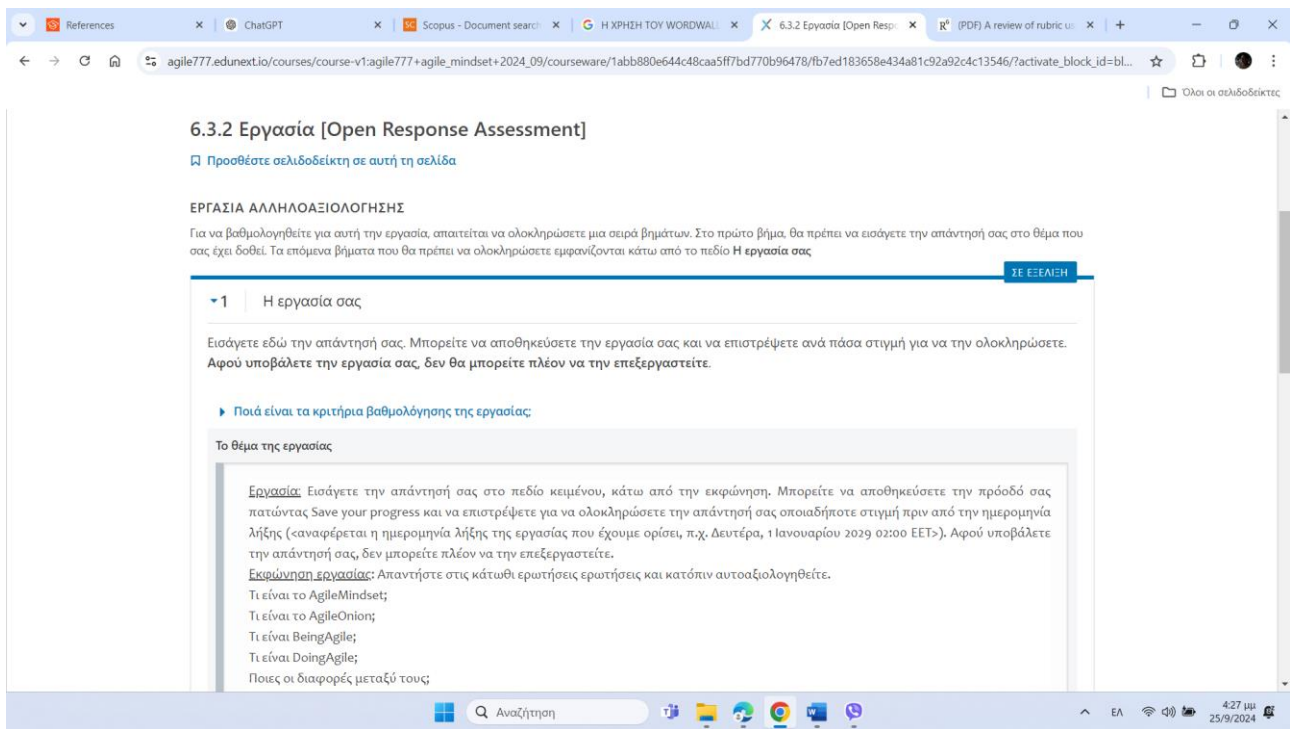 References
ChatGPT
Scopus - Document search
Η ΧΡΗΣΗ ΤΟΥ WORDWALL
6.3.2 Εργασία [Open Respo
(PDF) A review of rubric us
agile777.edunext.io/courses/course-v1:agile777+agile_mindset+2024_09/courseware/1abb880e644c48caa5ff7bd770b96478/fb7ed183658e434a81c92a92c4c13546/?activate_block_id=bl...
Όλοι οι σελιδοδείκτες
6.3.2 Εργασία [Open Response Assessment]
Προσθέστε σελιδοδείκτη σε αυτή τη σελίδα
ΕΡΓΑΣΙΑ ΑΛΛΗΛΟΑΞΙΟΛΟΓΗΣΗΣ
Για να βαθμολογηθείτε για αυτή την εργασία, απαιτείται να ολοκληρώσετε μια σειρά βημάτων. Στο πρώτο βήμα, θα πρέπει να εισάγετε την απάντησή σας στο θέμα που
σας έχει δοθεί. Τα επόμενα βήματα που θα πρέπει να ολοκληρώσετε εμφανίζονται κάτω από το πεδίο Η εργασία σας
ΣΕ ΕΞΕΛΙΞΗ
1 Η εργασία σας
Εισάγετε εδώ την απάντησή σας. Μπορείτε να αποθηκεύσετε την εργασία σας και να επιστρέψετε ανά πάσα στιγμή για να την ολοκληρώσετε.
Αφού υποβάλετε την εργασία σας, δεν θα μπορείτε πλέον να την επεξεργαστείτε.
Ποιά είναι τα κριτήρια βαθμολόγησης της εργασίας;
Το θέμα της εργασίας
Εργασία: Εισάγετε την απάντησή σας στο πεδίο κειμένου, κάτω από την εκφώνηση. Μπορείτε να αποθηκεύσετε την πρόοδό σας
πατώντας Save your progress και να επιστρέψετε για να ολοκληρώσετε την απάντησή σας οποιαδήποτε στιγμή πριν από την ημερομηνία
λήξης (<αναφέρεται η ημερομηνία λήξης της εργασίας που έχουμε ορίσει, π.χ. Δευτέρα, 1 Ιανουαρίου 2029 02:00 EET>). Αφού υποβάλετε
την απάντησή σας, δεν μπορείτε πλέον να την επεξεργαστείτε.
Εκφώνηση εργασίας: Απαντήστε στις κάτωθι ερωτήσεις ερωτήσεις και κατόπιν αυτοαξιολογηθείτε.
Τι είναι το AgileMindset;
Τι είναι το AgileOnion;
Τι είναι BeingAgile;
Τι είναι DoingAgile;
Ποιες οι διαφορές μεταξύ τους;
Αναζήτηση
ΕΛ
4:27 μμ
25/9/2024